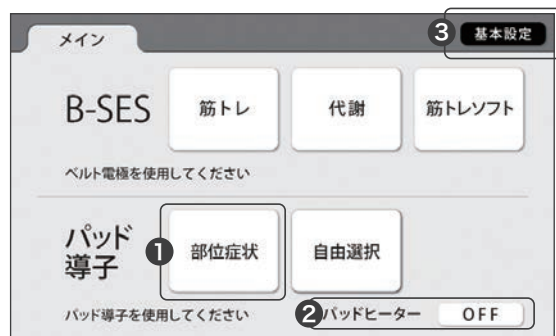 メイン
❸ 基本設定
B-SES 筋トレ 代謝 筋トレソフト
ベルト電極を使用してください
パッド
導子
❶ 部位症状 自由選択
パッド導子を使用してください ❷ パッドヒーター OFF